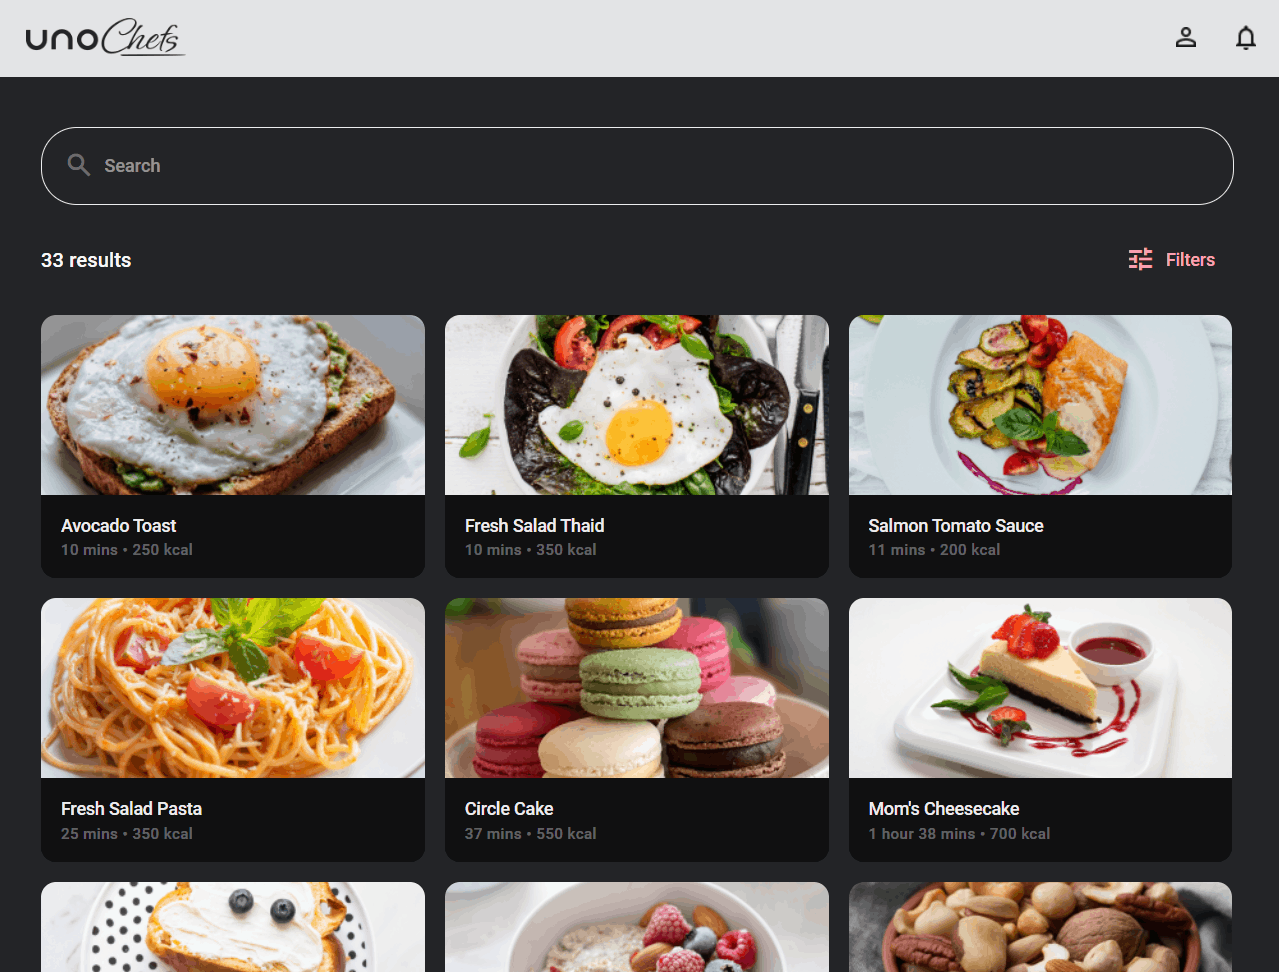 uno Chefs
Search
33 results
Filters
Avocado Toast
10 mins • 250 kcal
Fresh Salad Thaid
10 mins • 350 kcal
Salmon Tomato Sauce
11 mins • 200 kcal
Fresh Salad Pasta
25 mins • 350 kcal
Circle Cake
37 mins • 550 kcal
Mom's Cheesecake
1 hour 38 mins • 700 kcal